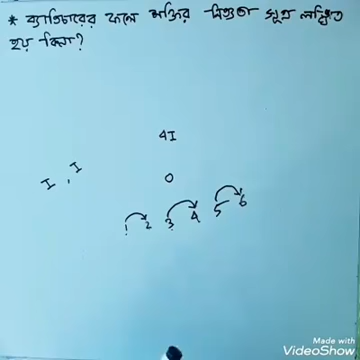 * ব্যতিচারের ফলে শক্তির নিত্যতা সূত্র লঙ্ঘিত
হয় কিনা?
4I
I, I
0
1 2 3 4 5 6
Made with
VideoShow